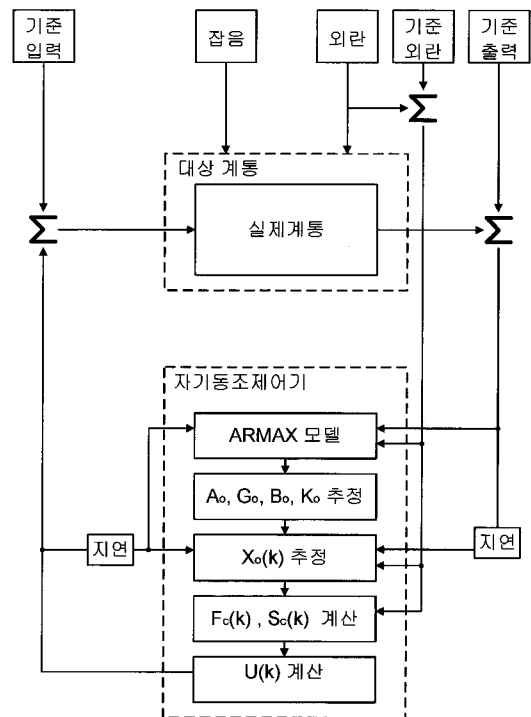 기준
입력
잡음
외란
기준
외란
기준
출력
Σ
대상 계통
Σ
실제계통
Σ
자기동조제어기
ARMAX 모델
Ao, Go, Bo, Ko 추정
지연
Xo(k) 추정
지연
Fc(k) , Sc(k) 계산
U(k) 계산